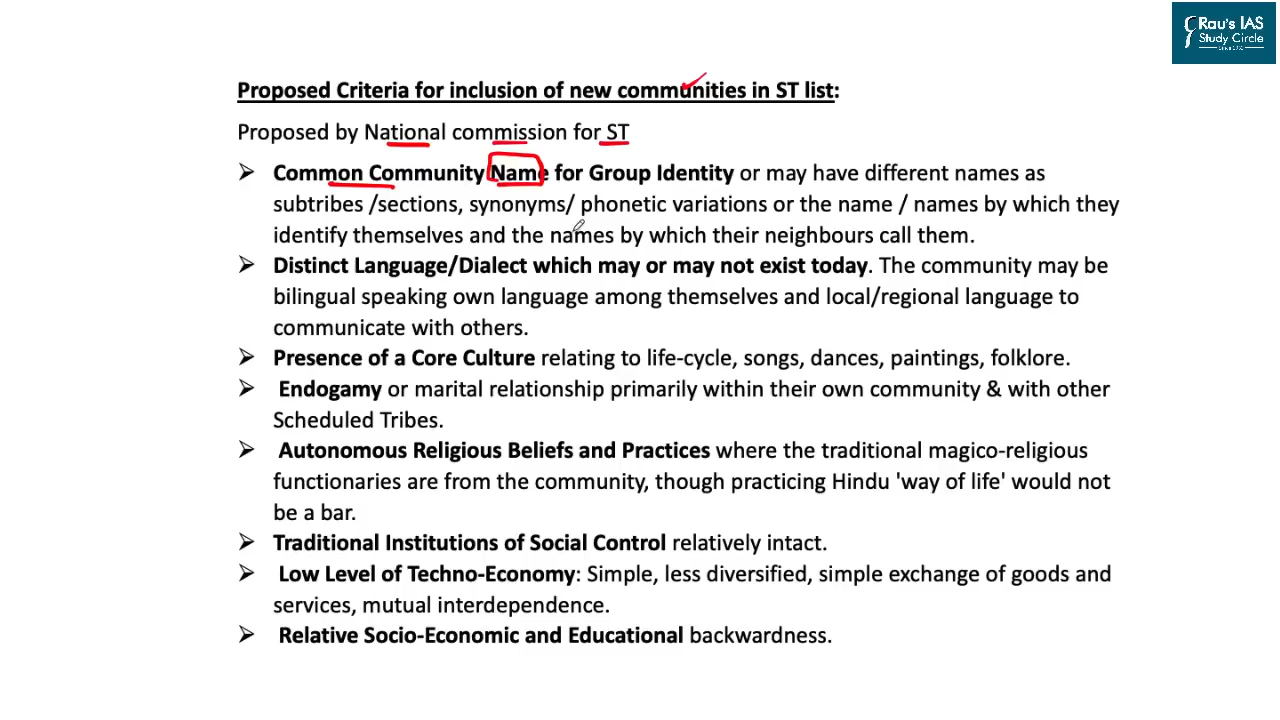 Rau's IAS
Study Circle
Proposed Criteria for inclusion of new communities in ST list:
Proposed by National commission for ST
➢ Common Community Name for Group Identity or may have different names as
subtribes /sections, synonyms/ phonetic variations or the name / names by which they
identify themselves and the names by which their neighbours call them.
➢ Distinct Language/Dialect which may or may not exist today. The community may be
bilingual speaking own language among themselves and local/regional language to
communicate with others.
➢ Presence of a Core Culture relating to life-cycle, songs, dances, paintings, folklore.
➢ Endogamy or marital relationship primarily within their own community & with other
Scheduled Tribes.
➢ Autonomous Religious Beliefs and Practices where the traditional magico-religious
functionaries are from the community, though practicing Hindu 'way of life' would not
be a bar.
➢ Traditional Institutions of Social Control relatively intact.
➢ Low Level of Techno-Economy: Simple, less diversified, simple exchange of goods and
services, mutual interdependence.
➢ Relative Socio-Economic and Educational backwardness.